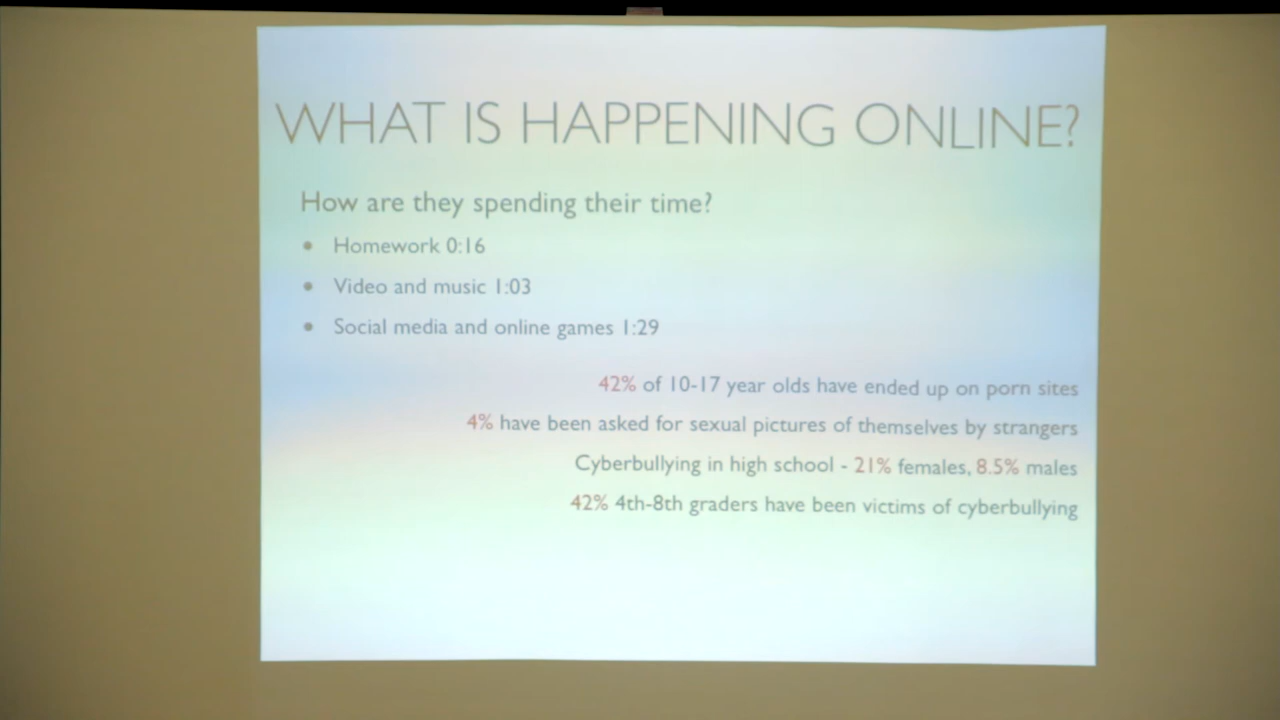 WHAT IS HAPPENING ONLINE?
How are they spending their time?
• Homework 0:16
• Video and music 1:03
• Social media and online games 1:29
42% of 10-17 year olds have ended up on porn sites
4% have been asked for sexual pictures of themselves by strangers
Cyberbullying in high school - 21% females, 8.5% males
42% 4th-8th graders have been victims of cyberbullying